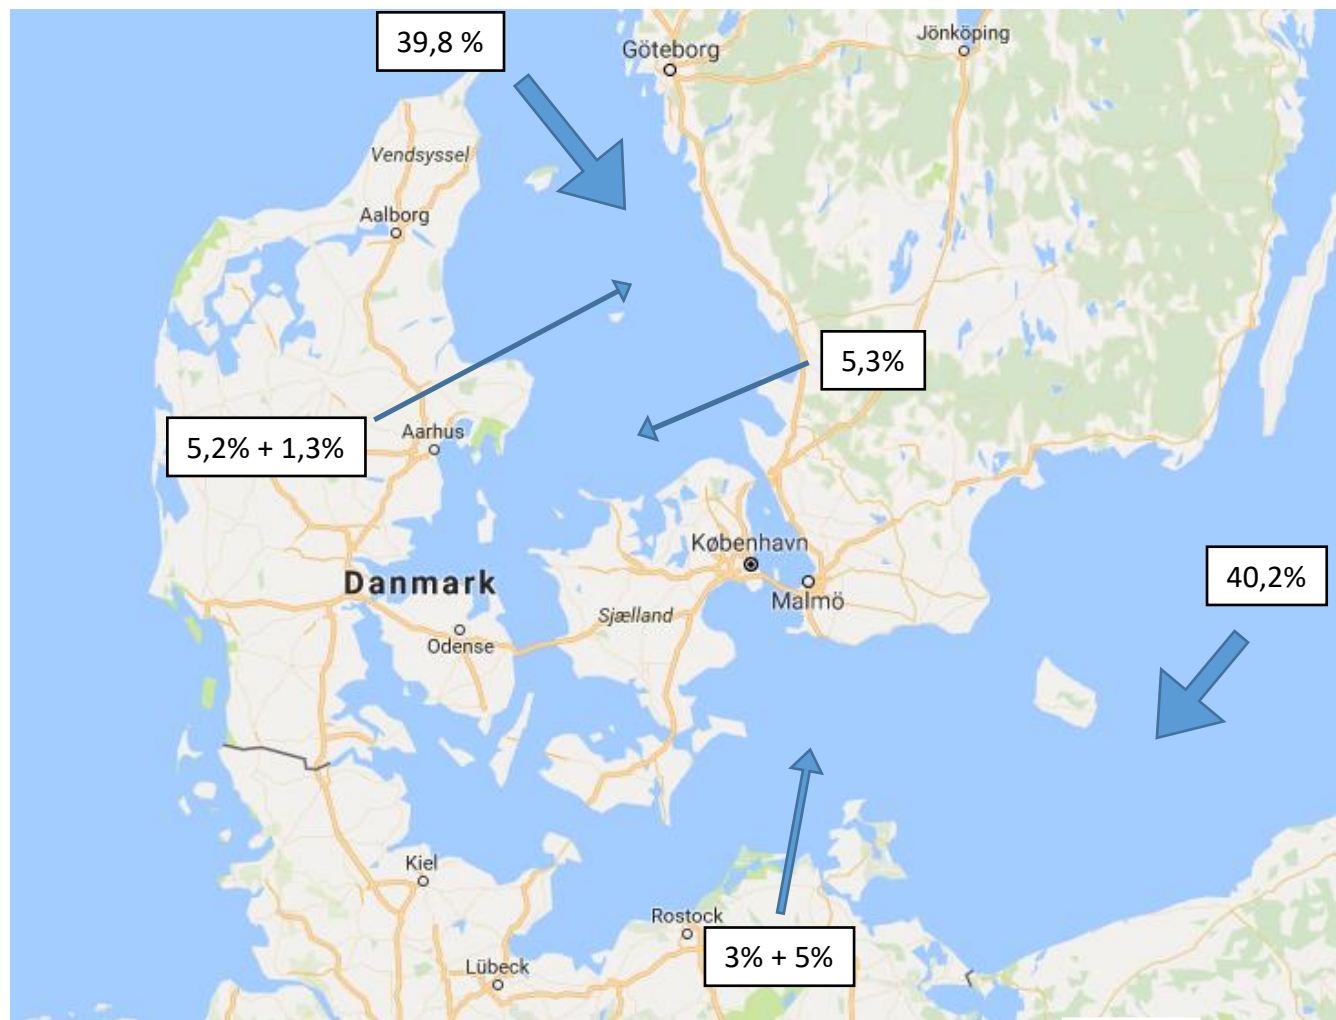 39,8 %
Göteborg
Jönköping
Vendsyssel
Aalborg
5,3%
5,2% + 1,3%
Aarhus
København
Danmark
Malmö
40,2%
Sjælland
Odense
Kiel
Rostock
3% + 5%
Lübeck